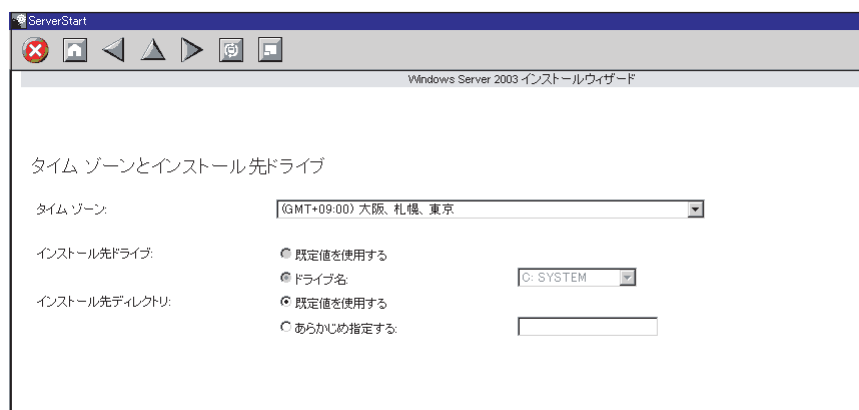 ServerStart
Windows Server 2003 インストールウィザード
タイム ゾーンとインストール先ドライブ
タイム ゾーン: (GMT+09:00) 大阪、札幌、東京
インストール先ドライブ: 既定値を使用する
ドライブ名: C: SYSTEM
インストール先ディレクトリ: 既定値を使用する
あらかじめ指定する: